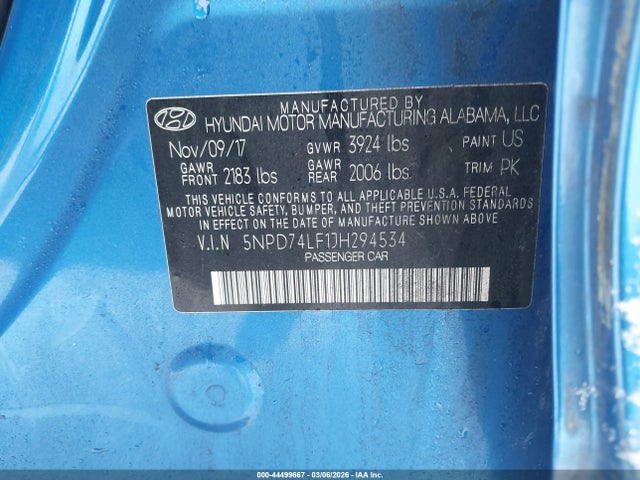 MANUFACTURED BY
HYUNDAI MOTOR MANUFACTURING ALABAMA, LLC
Nov/09/17 GVWR 3924 lbs PAINT US
GAWR FRONT 2183 lbs GAWR REAR 2006 lbs. TRIM PK
THIS VEHICLE CONFORMS TO ALL APPLICABLE U.S.A. FEDERAL
MOTOR VEHICLE SAFETY, BUMPER, AND THEFT PREVENTION STANDARDS
IN EFFECT ON THE DATE OF MANUFACTURE SHOWN ABOVE.
V.I.N 5NPD74LF1JH294534
PASSENGER CAR
000-44499667 - 03/06/2026 - PUBLIC